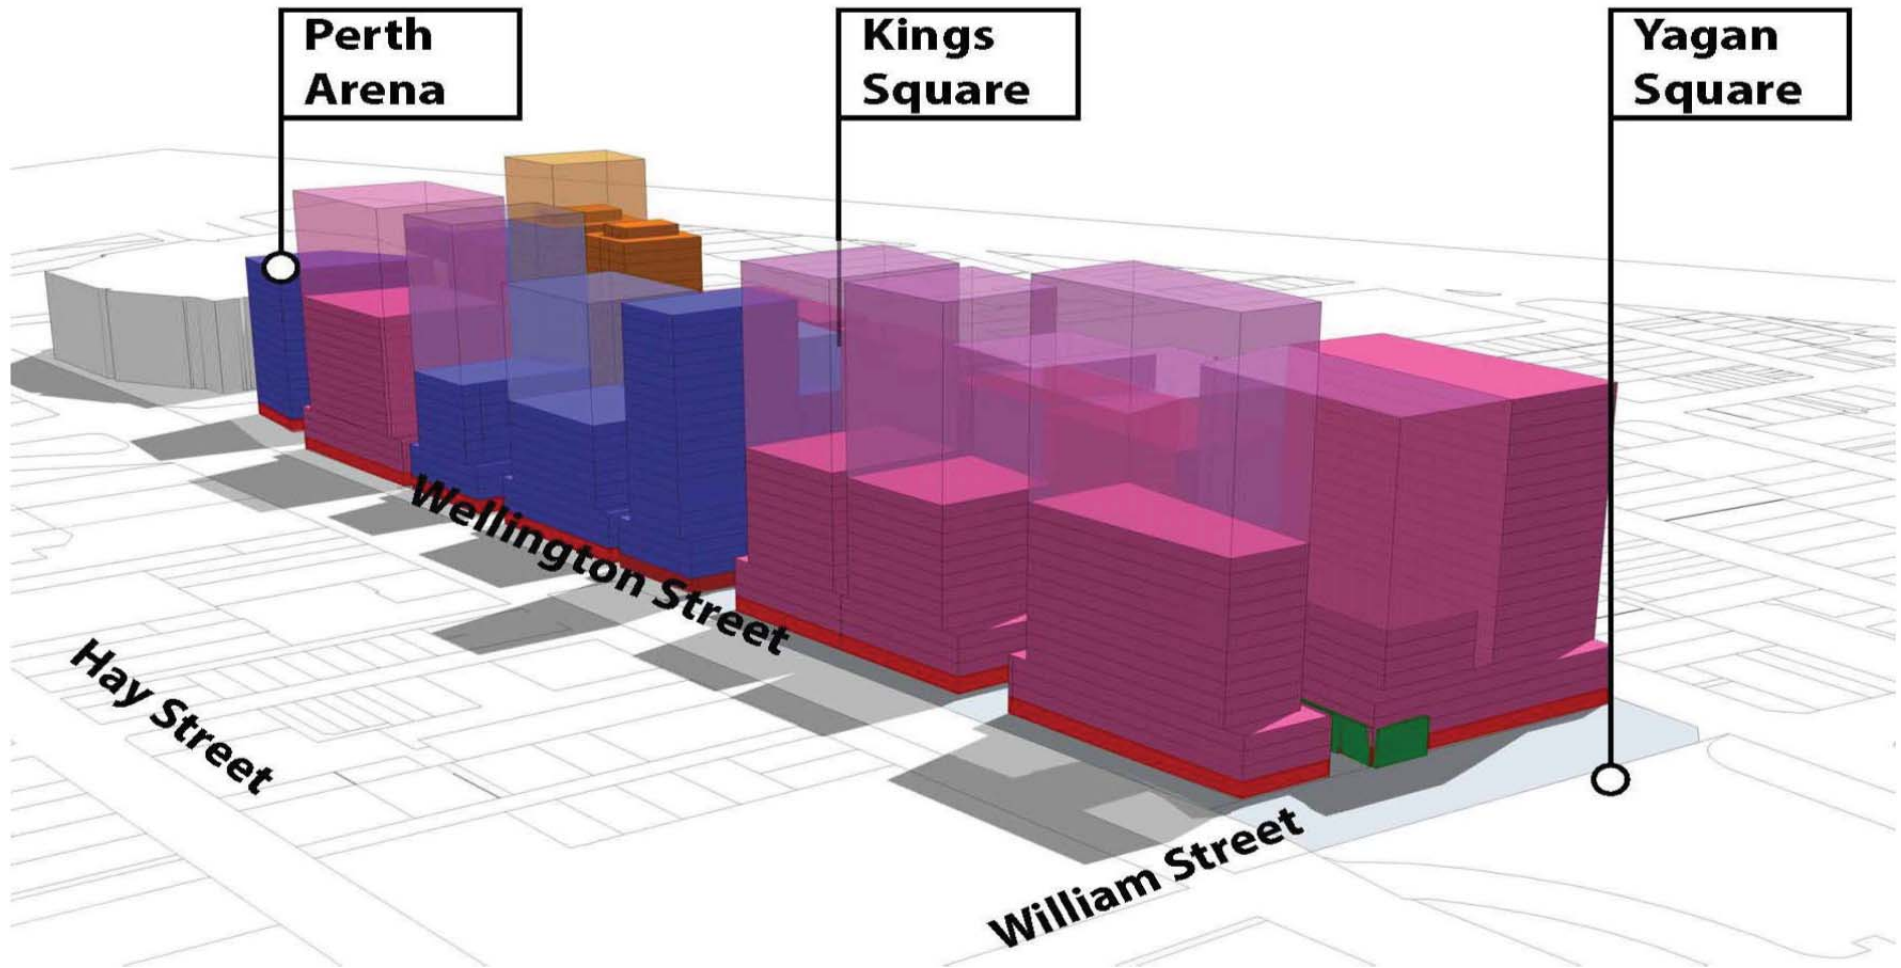 Perth
Arena
Kings
Square
Yagan
Square
Wellington Street
Hay Street
William Street